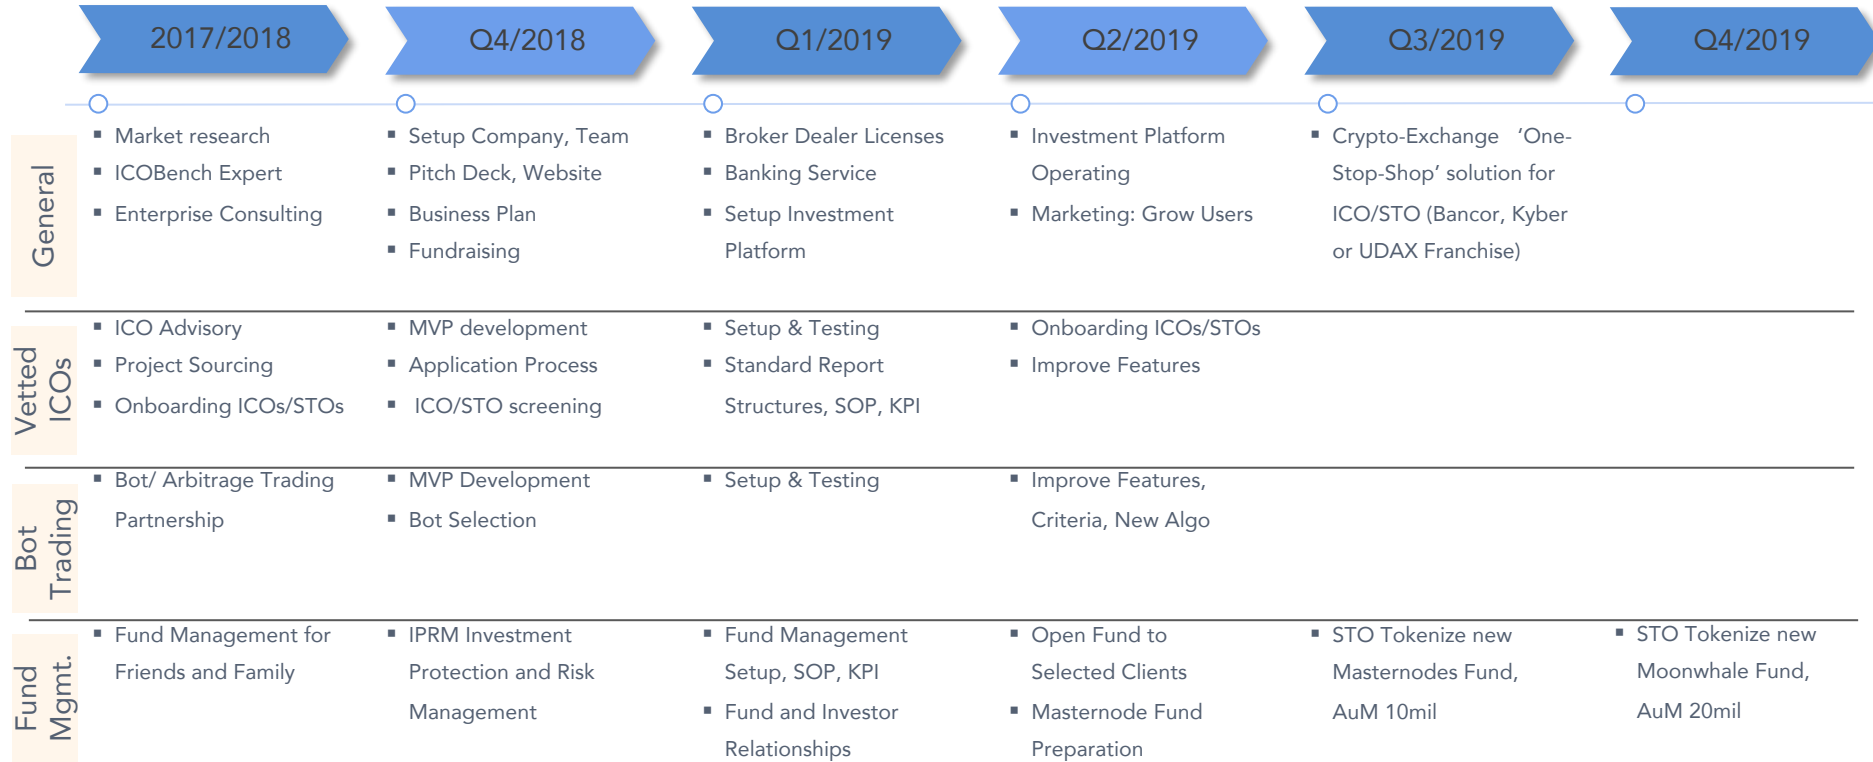 2017/2018
Q4/2018
Q1/2019
Q2/2019
Q3/2019
Q4/2019
General
▪ Market research
▪ ICOBench Expert
▪ Enterprise Consulting
▪ Setup Company, Team
▪ Pitch Deck, Website
▪ Business Plan
▪ Fundraising
▪ Broker Dealer Licenses
▪ Banking Service
▪ Setup Investment
Platform
▪ Investment Platform
Operating
▪ Marketing: Grow Users
▪ Crypto-Exchange ‘One-
Stop-Shop’ solution for
ICO/STO (Bancor, Kyber
or UDAX Franchise)
Vetted
ICOs
▪ ICO Advisory
▪ Project Sourcing
▪ Onboarding ICOs/STOs
▪ MVP development
▪ Application Process
▪ ICO/STO screening
▪ Setup & Testing
▪ Standard Report
Structures, SOP, KPI
▪ Onboarding ICOs/STOs
▪ Improve Features
Bot
Trading
▪ Bot/ Arbitrage Trading
Partnership
▪ MVP Development
▪ Bot Selection
▪ Setup & Testing
▪ Improve Features,
Criteria, New Algo
Fund
Mgmt.
▪ Fund Management for
Friends and Family
▪ IPRM Investment
Protection and Risk
Management
▪ Fund Management
Setup, SOP, KPI
▪ Fund and Investor
Relationships
▪ Open Fund to
Selected Clients
▪ Masternode Fund
Preparation
▪ STO Tokenize new
Masternodes Fund,
AuM 10mil
▪ STO Tokenize new
Moonwhale Fund,
AuM 20mil